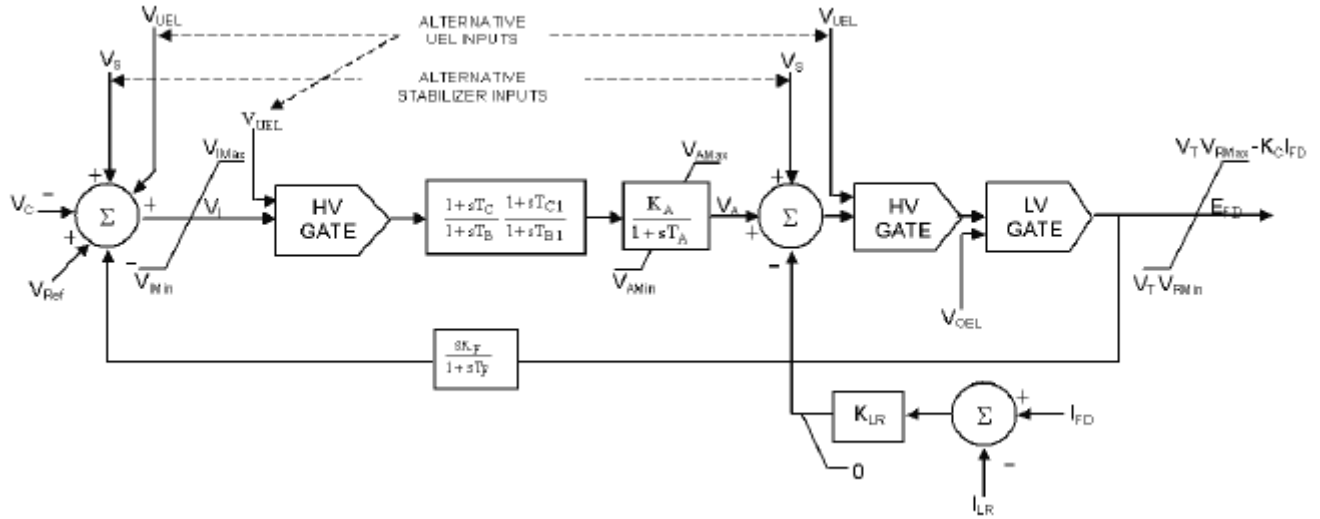 V_UEL
ALTERNATIVE
UEL INPUTS
V_UEL
V_S
ALTERNATIVE
STABILIZER INPUTS
V_S
V_UEL
V_IMax
V_AMax
V_T V_RMax-K_C I_FD
+
+
V_C
-
Σ
+
V_I
HV
GATE
1+sT_C
1+sT_B
1+sT_C1
1+sT_B1
K_A
1+sT_A
V_A
+
+
Σ
HV
GATE
LV
GATE
E_FD
+
-
-
V_Ref
V_IMin
V_AMin
V_OEL
V_T V_RMin
sK_F
1+sT_F
K_LR
Σ
+
I_FD
0
-
I_LR